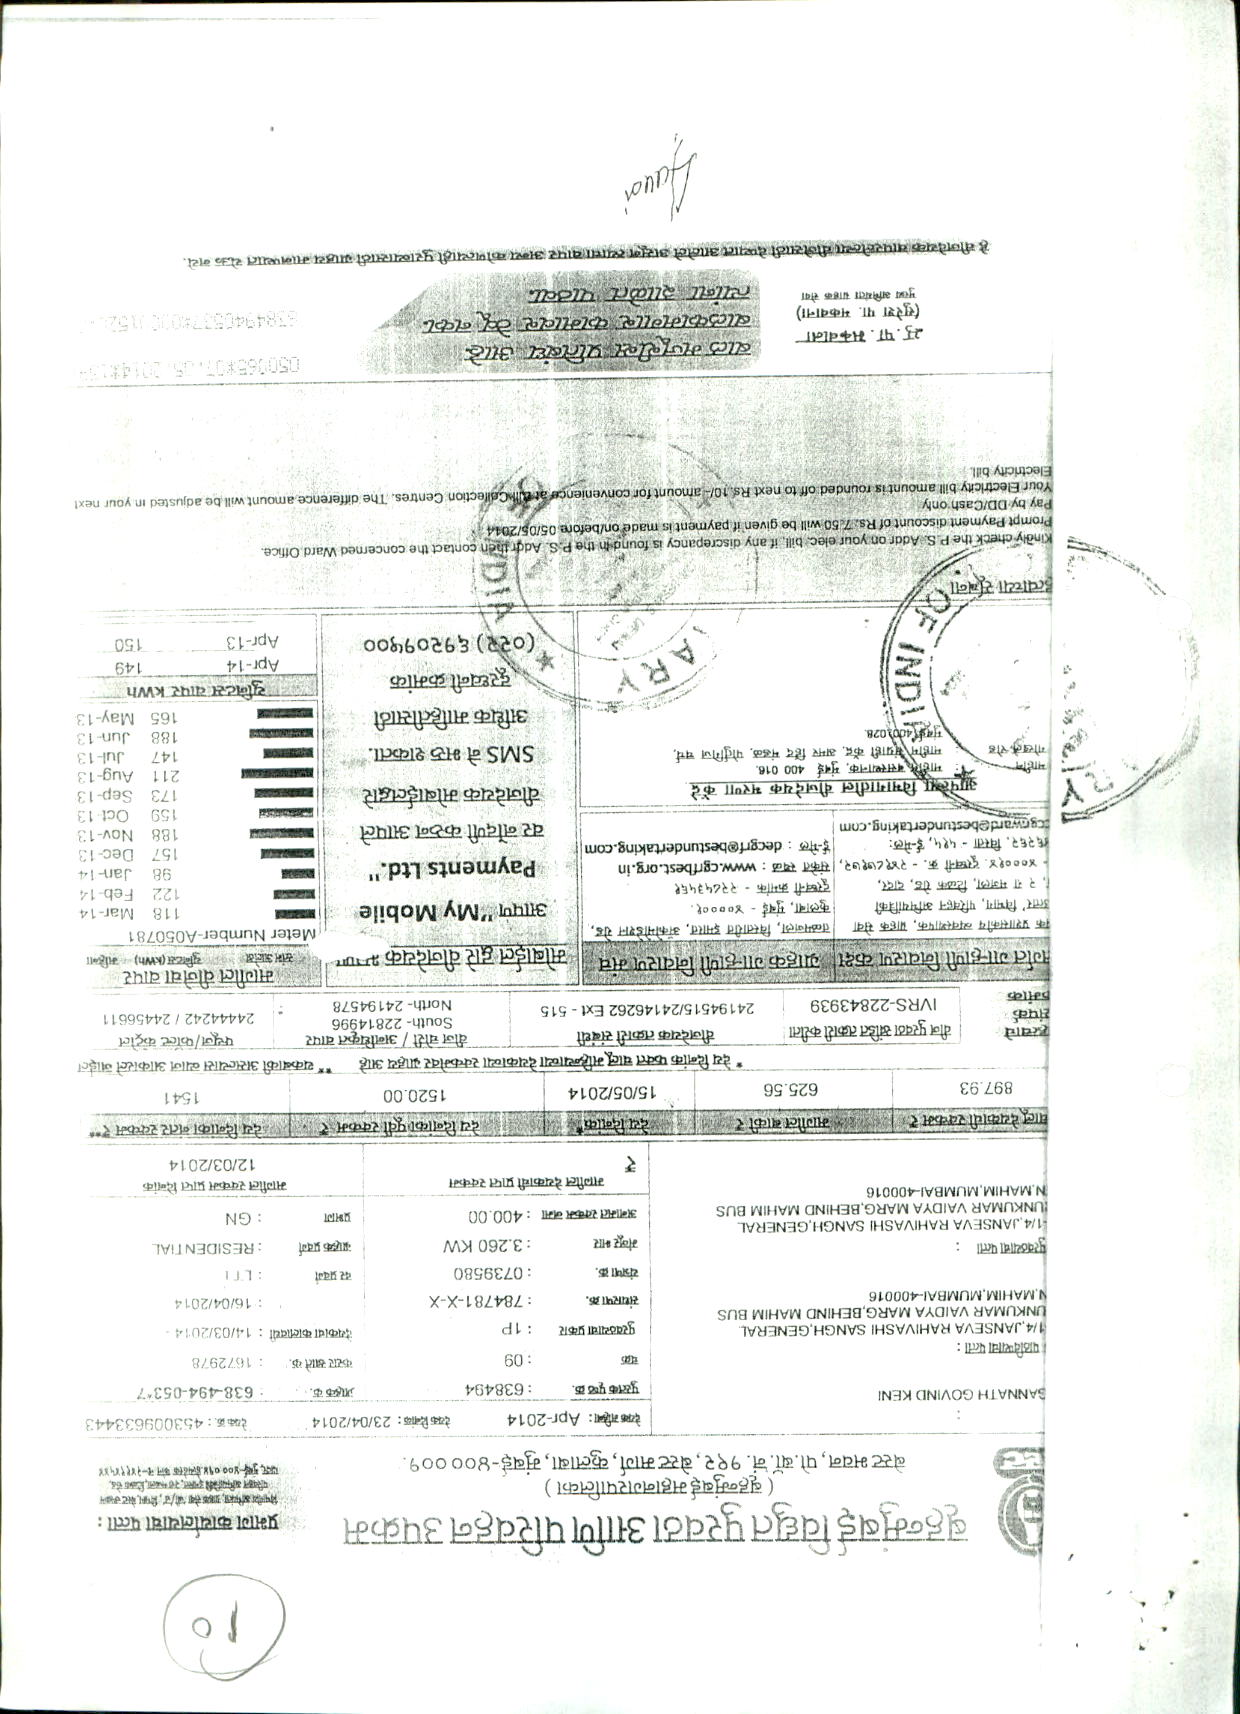 10
बृहन्मुंबई विद्युत पुरवठा आणि परिवहन उपक्रम
( बृहन्मुंबई महानगरपालिका )
बेस्ट भवन, पो.बॉ. नं. १९२, बेस्ट मार्ग, कुलाबा, मुंबई-४०० ००१.
प्रभाग कार्यालयाचा पत्ता :
देयक महिना: Apr-2014 देयक दिनांक: 23/04/2014 देयक क्र.: 453009633443
GANNATH GOVIND KENI
पुस्तक पृष्ठ क्र. : 638494 ग्राहक क्र. : 638-494-053*7
चक्र : 09 करार खाते क्र. : 1672978
पाठविण्याचा पत्ता :
1/4,JANSEVA RAHIVASHI SANGH,GENERAL
UNKUMAR VAIDYA MARG,BEHIND MAHIM BUS
N,MAHIM,MUMBAI-400016
पुरवठयाचा प्रकार : 1P देयकाचा कालावधी : 14/03/2014 -
संधारणा क्र. : 784781-X-X : 16/04/2014
यंत्रणा क्र. : 0739580 दर प्रवर्ग : LT I
पुरवठयाचा पत्ता :
1/4,JANSEVA RAHIVASHI SANGH,GENERAL
UNKUMAR VAIDYA MARG,BEHIND MAHIM BUS
N,MAHIM,MUMBAI-400016
मंजूर भार : 3.260 KW ग्राहक प्रवर्ग : RESIDENTIAL
अनामत रक्कम जमा : 400.00 प्रभाग : GN
मागील देयकाची प्राप्त रक्कम मागील रक्कम प्राप्त दिनांक
₹ 12/03/2014
चालू देयकाची रक्कम ₹ मागील बाकी ₹ देय दिनांक* देय दिनांका पूर्वी रक्कम ₹ देय दिनांका नंतर रक्कम ₹**
897.93 625.56 15/05/2014 1520.00 1541
* देय दिनांक फक्त चालू महिन्याच्या देयकाच्या रक्कमेवर ग्राहय आहे ** थकबाकी असल्यास व्याज आकारले जाईल
हत्वाचे
संपर्क
क्रमांक
वीज पुरवठा खंडित तक्रारी करीता
IVRS-22843939
वीजदेयक तक्रारी संबंधी
24194515/24146262 Ext - 515
वीज चोरी / अनधिकृत वापर
South- 22814996
North- 24194578
फ्यूज/फॉल्ट कंट्रोल
24444242 / 24456611
तर्गत गाऱ्हाणी निवारण कक्ष
क प्रशासकीय व्यवस्थापक, ग्राहक सेवा
उत्तर' विभाग, परिवहन अभियांत्रिकी
, २ रा मजला, टिळक रोड, दादर,
- ४०००१४. दूरध्वनी क्र. - २४१८७१७२,
६२६२, विस्ता - ५१५, ई-मेल:
ccgrward@bestundertaking.com
ग्राहक गाऱ्हाणी निवारण मंच
तळमजला, विस्तारीत इमारत, ॲकोमोडेशन रोड,
कुलाबा, मुंबई - ४००००१.
दूरध्वनी क्रमांक - २२८५३५६१
संकेत स्थळ : www.cgrfbest.org.in
ई-मेल : decgrf@bestundertaking.com
आपल्या विभागातील वीजदेयक भरणा केंद्रे
माहीम : माहीम बसस्थानक, मुंबई 400 016.
गोखले रोड माहीम संग्राही केंद्र, अमर हिंद मंडळ, पोर्तुगिज चर्च,
मुंबई 400 028.
मोबाईल द्वारे वीजदेयक
आपण "My Mobile
Payments Ltd."
वर नोंदणी करुन आपले
वीजदेयक मोबाईलद्वारे
SMS ने भरु शकता.
अधिक माहितीसाठी
दूरध्वनी क्रमांक
(०२२) ६१२०१५००
मागील वीजेचा वापर
स्तंभ आलेख युनिटस (kWh) महिना
Meter Number-A050781
118 Mar-14
122 Feb-14
98 Jan-14
157 Dec-13
188 Nov-13
159 Oct-13
173 Sep-13
211 Aug-13
147 Jul-13
188 Jun-13
165 May-13
युनिटस वापर kWh
Apr-14 149
Apr-13 150
हत्वाच्या सूचना
Kindly check the P.S. Addr on your elec. bill, if any discrepancy is found in the P.S. Addr then contact the concerned Ward Office.
Prompt Payment discount of Rs. 7.50 will be given if payment is made on/before 05/05/2014
Pay by DD/Cash only
Your Electricity bill amount is rounded off to next Rs.10/- amount for convenience at All Collection Centres. The difference amount will be adjusted in your next
Electricity bill.
सु.पा. मकवाना
(सुरेश पा. मकवाना)
मुख्य अभियंता ग्राहक सेवा
बाल मजूरीस प्रतिबंध आहे
बालकामगार कामावर ठेवू नका.
त्यांना शाळेत पाठवा.
हे वीजदेयक वापरलेल्या वीजेसाठी देण्यात आलेले असून त्याचा वापर अन्य कोणत्याही पुराव्यासाठी ग्राहय मानण्यात येऊ नये.
OF INDIA